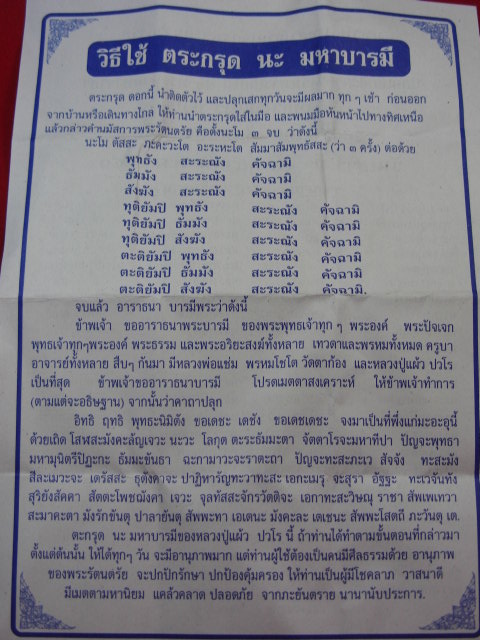 วิธีใช้ ตระกรุด นะ มหาบารมี
ตระกรุด ดอกนี้ นำติดตัวไว้ และปลุกเสกทุกวันจะมีผลมาก ทุก ๆ เช้า ก่อนออก
จากบ้านหรือเดินทางไกล ให้ท่านนำตระกรุดใส่ในมือ และพนมมือหันหน้าไปทางทิศเหนือ
แล้วกล่าวคำนมัสการพระรัตนตรัย คือตั้งนะโม ๓ จบ ว่าดังนี้
นะโม ตัสสะ ภะคะวะโต อะระหะโต สัมมาสัมพุทธัสสะ (ว่า ๓ ครั้ง) ต่อด้วย
พุทธัง สะระณัง คัจฉามิ
ธัมมัง สะระณัง คัจฉามิ
สังฆัง สะระณัง คัจฉามิ
ทุติยัมปิ พุทธัง สะระณัง คัจฉามิ
ทุติยัมปิ ธัมมัง สะระณัง คัจฉามิ
ทุติยัมปิ สังฆัง สะระณัง คัจฉามิ
ตะติยัมปิ พุทธัง สะระณัง คัจฉามิ
ตะติยัมปิ ธัมมัง สะระณัง คัจฉามิ
ตะติยัมปิ สังฆัง สะระณัง คัจฉามิ.
จบแล้ว อาราธนา บารมีพระว่าดังนี้
ข้าพเจ้า ขออาราธนาพระบารมี ของพระพุทธเจ้าทุก ๆ พระองค์ พระปัจเจก
พุทธเจ้าทุกๆพระองค์ พระธรรม และพระอริยะสงฆ์ทั้งหลาย เทวดาและพรหมทั้งหมด ครูบา
อาจารย์ทั้งหลาย สืบๆ กันมา มีหลวงพ่อแช่ม พรหมโชโต วัดตาก้อง และหลวงปู่แผ้ว ปวโร
เป็นที่สุด ข้าพเจ้าขออาราธนาบารมี โปรดเมตตาสงเคราะห์ ให้ข้าพเจ้าทำการ
(ตามแต่จะอธิษฐาน) จากนั้นว่าคาถาปลุก
อิทธิ ฤทธิ พุทธะนิมิตัง ขอเดชะ เดชัง ขอเดชเดชะ จงมาเป็นที่พึ่งแก่มะอะอุนี้
ด้วยเถิด โสฬสะมังคะลัญเจวะ นะวะ โลกุต ตะระธัมมะตา จัตตาโรจะมหาทีปา ปัญจะพุทธา
มหามุนิตรีปิฎะกะ ธัมมะขันธา ฉะกามาวะจะราตะถา ปัญจะทะสะภะเว สัจจัง ทะสะมัง
สีละเมวะจะ เตรัสสะ ธุตังคาจะ ปาฏิหารัญทะวาทะสะ เอกะเมรุ จะสุรา อัฐฐะ ทะเวจันทัง
สุริยังสัคคา สัตตะโพชฌังคา เจวะ จุลทัสสะจักรวัตติจะ เอกาทะสะวิษณุ ราชา สัพเพเทวา
สะมาคะตา มังรักขันตุ ปาลายันตุ สัพพะทา เอเตนะ มังคะละ เตเชนะ สัพพะโสตถี ภะวันตุ เต.
ตะกรุด นะ มหาบารมีของหลวงปู่แผ้ว ปวโร นี้ ถ้าท่านได้ทำตามขั้นตอนที่กล่าวมา
ตั้งแต่ต้นนั้น ให้ได้ทุกๆ วัน จะมีอานุภาพมาก แต่ท่านผู้ใช้ต้องเป็นคนมีศีลธรรมด้วย อานุภาพ
ของพระรัตนตรัย จะปกปักรักษา ปกป้องคุ้มครอง ให้ท่านเป็นผู้มีโชคลาภ วาสนาดี
มีเมตตามหานิยม แคล้วคลาด ปลอดภัย จากภะยันตราย นานานับประการ.